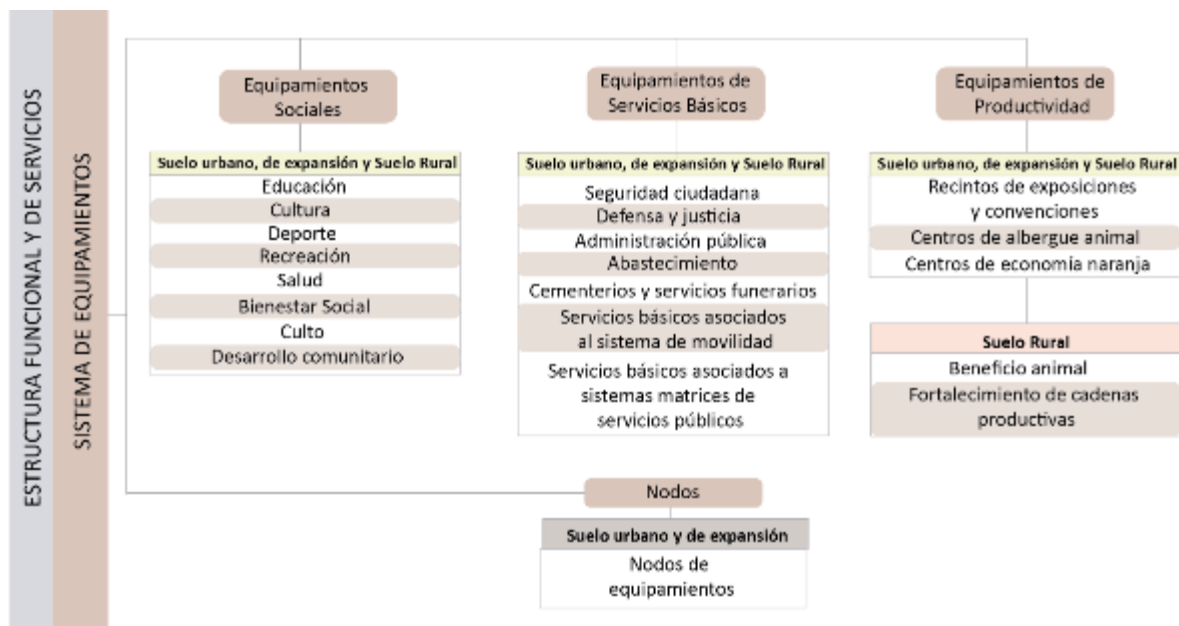 ESTRUCTURA FUNCIONAL Y DE SERVICIOS
SISTEMA DE EQUIPAMIENTOS
Equipamientos
Sociales
Suelo urbano, de expansión y Suelo Rural
Educación
Cultura
Deporte
Recreación
Salud
Bienestar Social
Culto
Desarrollo comunitario
Equipamientos de
Servicios Básicos
Suelo urbano, de expansión y Suelo Rural
Seguridad ciudadana
Defensa y justicia
Administración pública
Abastecimiento
Cementerios y servicios funerarios
Servicios básicos asociados
al sistema de movilidad
Servicios básicos asociados a
sistemas matrices de
servicios públicos
Equipamientos de
Productividad
Suelo urbano, de expansión y Suelo Rural
Recintos de exposiciones
y convenciones
Centros de albergue animal
Centros de economía naranja
Suelo Rural
Beneficio animal
Fortalecimiento de cadenas
productivas
Nodos
Suelo urbano y de expansión
Nodos de
equipamientos